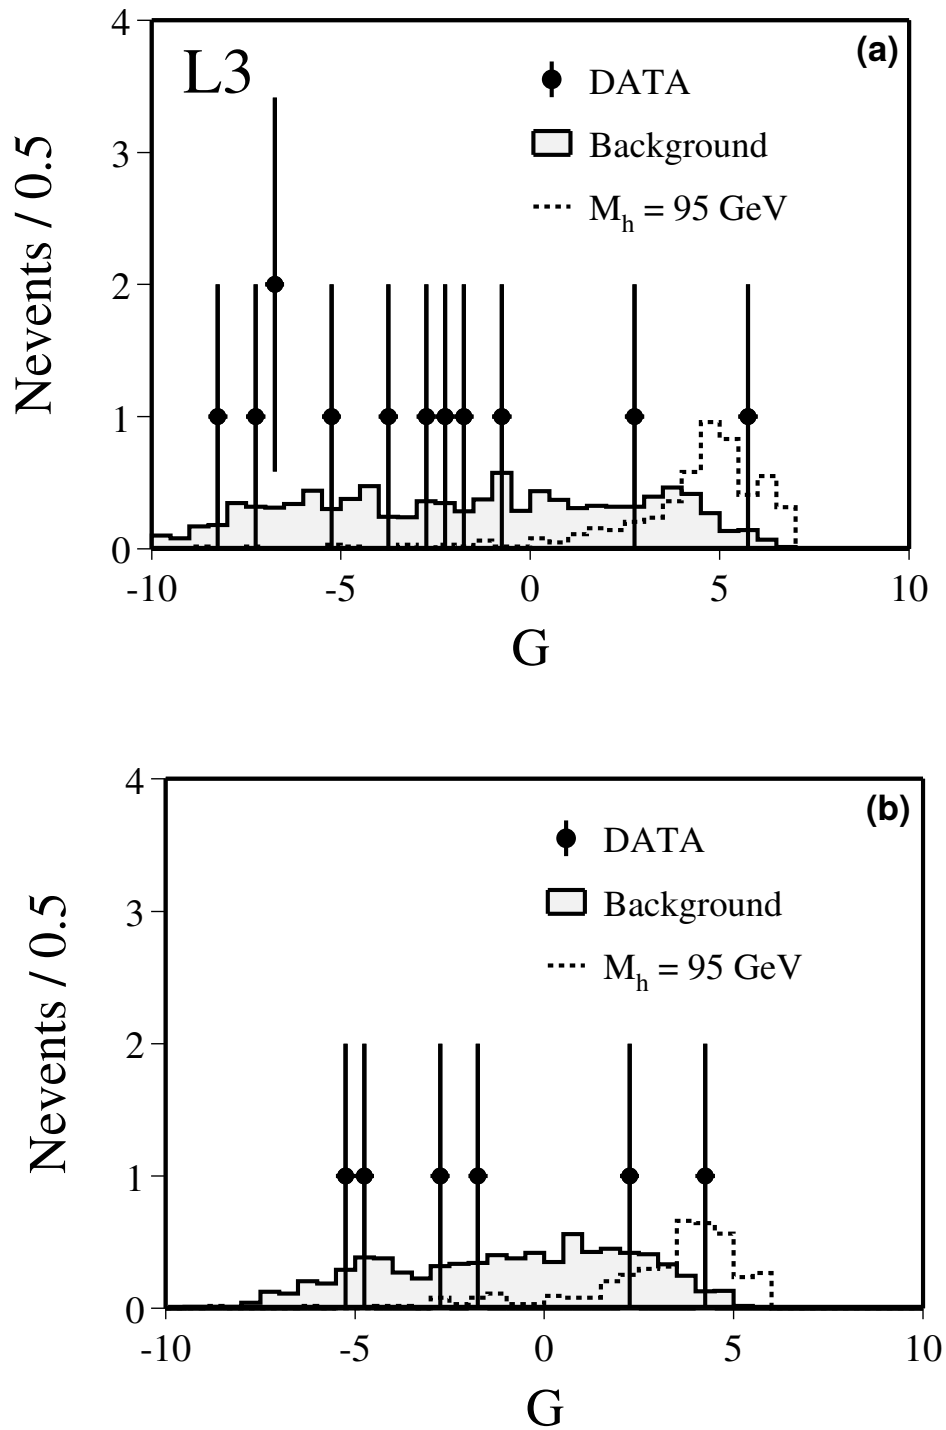 (a)
L3
DATA
Background
M_h = 95 GeV
Nevents / 0.5
4
3
2
1
0
-10 -5 0 5 10
G
(b)
DATA
Background
M_h = 95 GeV
Nevents / 0.5
4
3
2
1
0
-10 -5 0 5 10
G